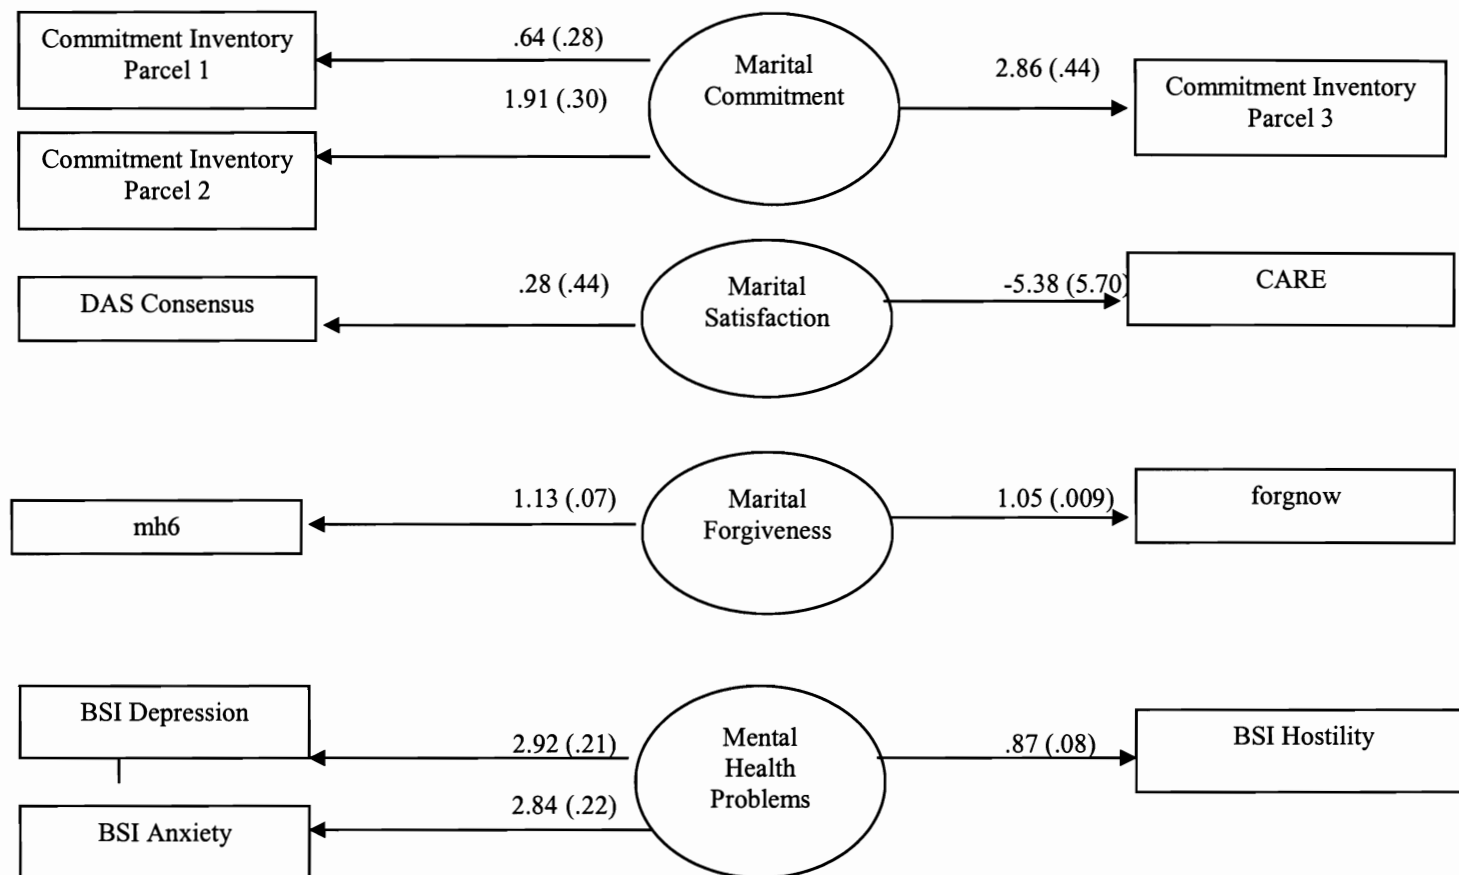 Commitment Inventory
Parcel 1
.64 (.28)
Marital
Commitment
2.86 (.44)
Commitment Inventory
Parcel 3
1.91 (.30)
Commitment Inventory
Parcel 2
DAS Consensus
.28 (.44)
Marital
Satisfaction
-5.38 (5.70)
CARE
mh6
1.13 (.07)
Marital
Forgiveness
1.05 (.009)
forgnow
BSI Depression
2.92 (.21)
Mental
Health
Problems
.87 (.08)
BSI Hostility
2.84 (.22)
BSI Anxiety